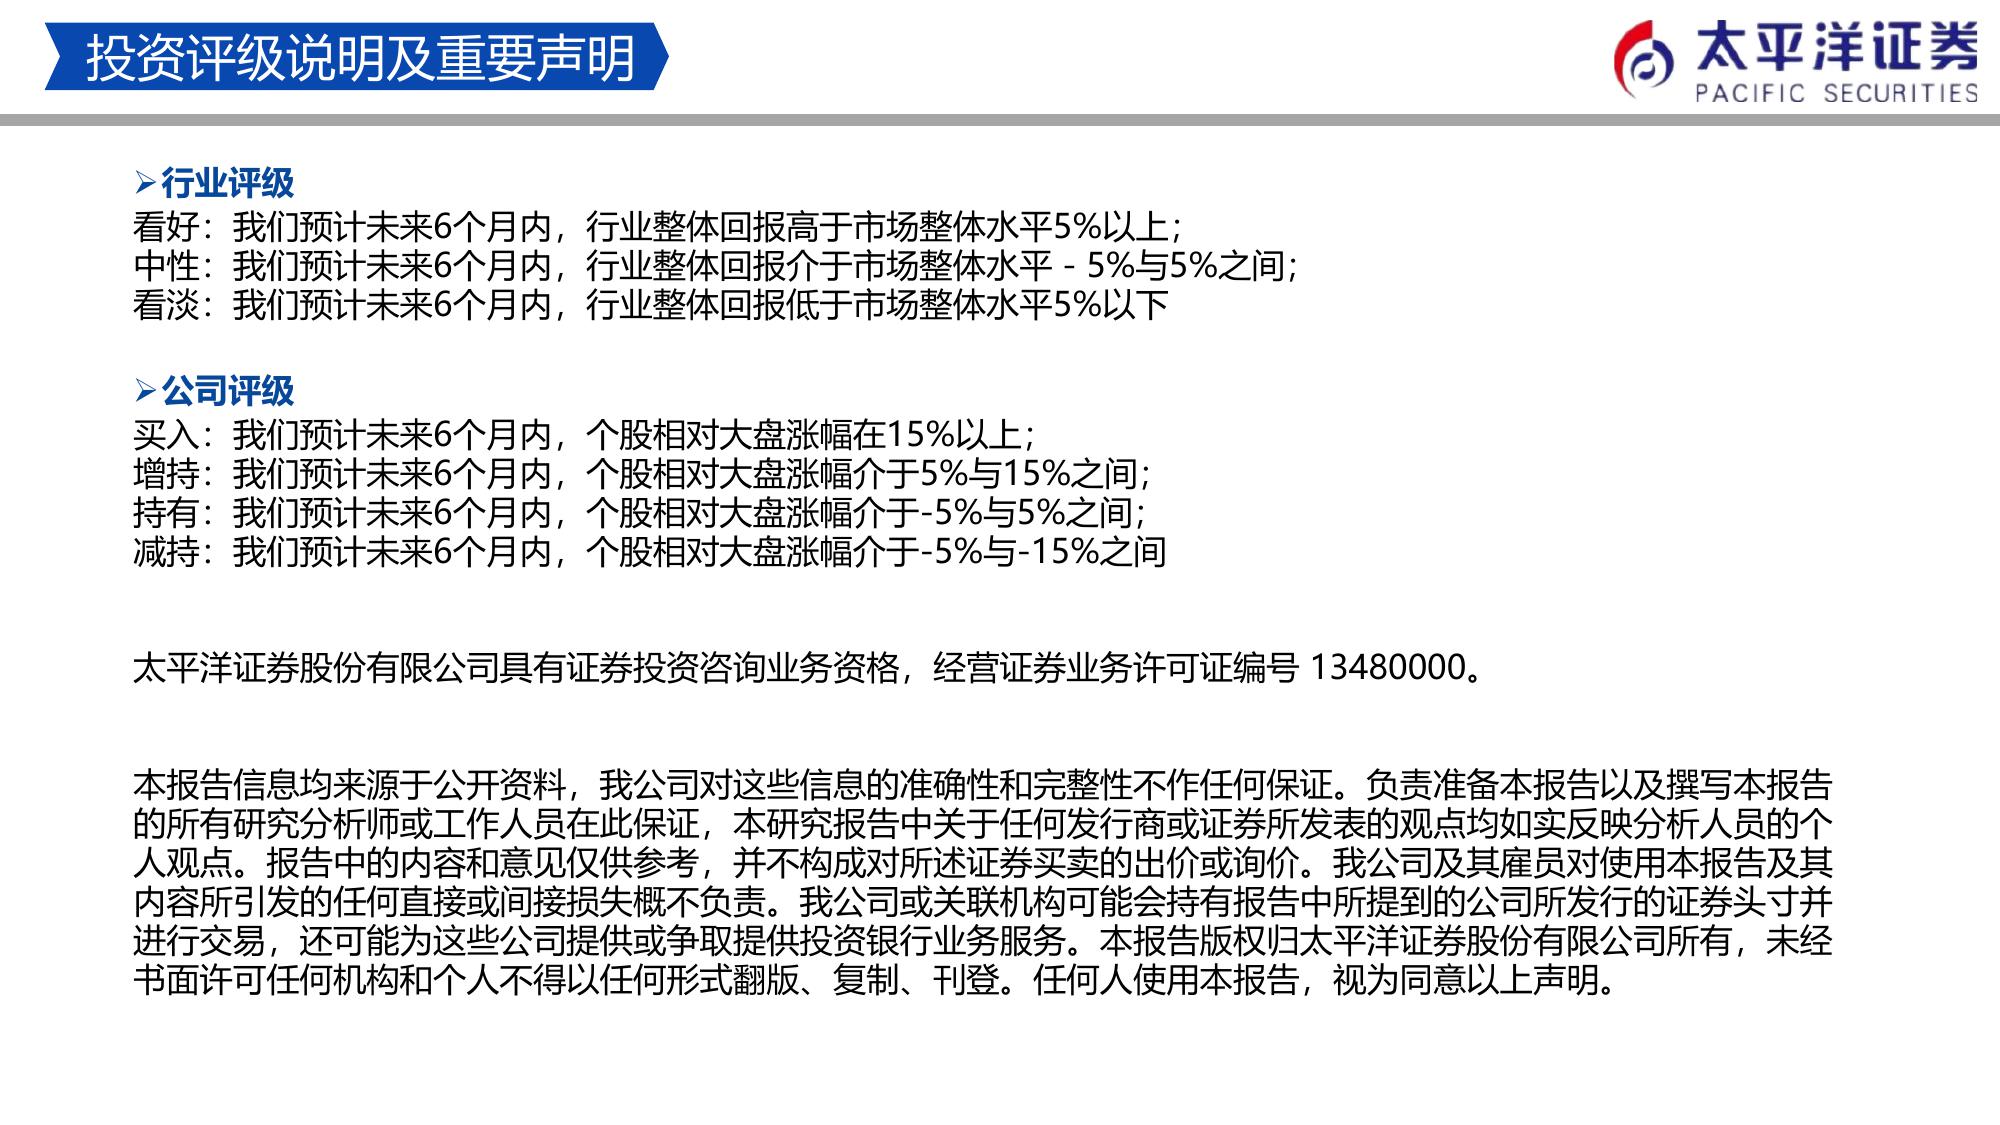 投资评级说明及重要声明
太平洋证券
PACIFIC SECURITIES
➢行业评级
看好：我们预计未来6个月内，行业整体回报高于市场整体水平5%以上；
中性：我们预计未来6个月内，行业整体回报介于市场整体水平－5%与5%之间；
看淡：我们预计未来6个月内，行业整体回报低于市场整体水平5%以下
➢公司评级
买入：我们预计未来6个月内，个股相对大盘涨幅在15%以上；
增持：我们预计未来6个月内，个股相对大盘涨幅介于5%与15%之间；
持有：我们预计未来6个月内，个股相对大盘涨幅介于-5%与5%之间；
减持：我们预计未来6个月内，个股相对大盘涨幅介于-5%与-15%之间
太平洋证券股份有限公司具有证券投资咨询业务资格，经营证券业务许可证编号 13480000。
本报告信息均来源于公开资料，我公司对这些信息的准确性和完整性不作任何保证。负责准备本报告以及撰写本报告
的所有研究分析师或工作人员在此保证，本研究报告中关于任何发行商或证券所发表的观点均如实反映分析人员的个
人观点。报告中的内容和意见仅供参考，并不构成对所述证券买卖的出价或询价。我公司及其雇员对使用本报告及其
内容所引发的任何直接或间接损失概不负责。我公司或关联机构可能会持有报告中所提到的公司所发行的证券头寸并
进行交易，还可能为这些公司提供或争取提供投资银行业务服务。本报告版权归太平洋证券股份有限公司所有，未经
书面许可任何机构和个人不得以任何形式翻版、复制、刊登。任何人使用本报告，视为同意以上声明。